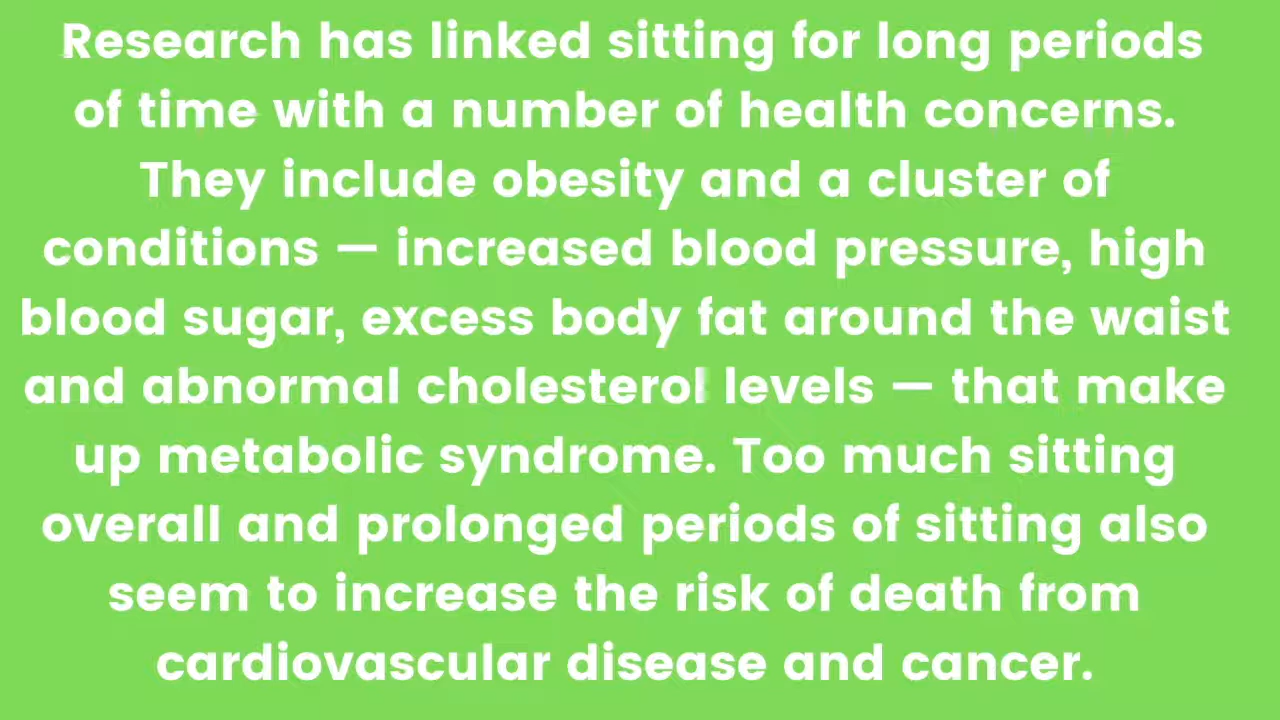 Research has linked sitting for long periods
of time with a number of health concerns.
They include obesity and a cluster of
conditions — increased blood pressure, high
blood sugar, excess body fat around the waist
and abnormal cholesterol levels — that make
up metabolic syndrome. Too much sitting
overall and prolonged periods of sitting also
seem to increase the risk of death from
cardiovascular disease and cancer.